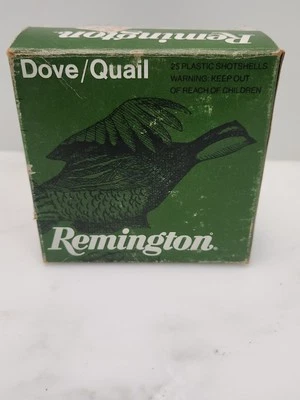 Remington
Dove/Quail
25 PLASTIC SHOTSHELLS
WARNING: KEEP OUT
OF REACH OF CHILDREN
Remington.